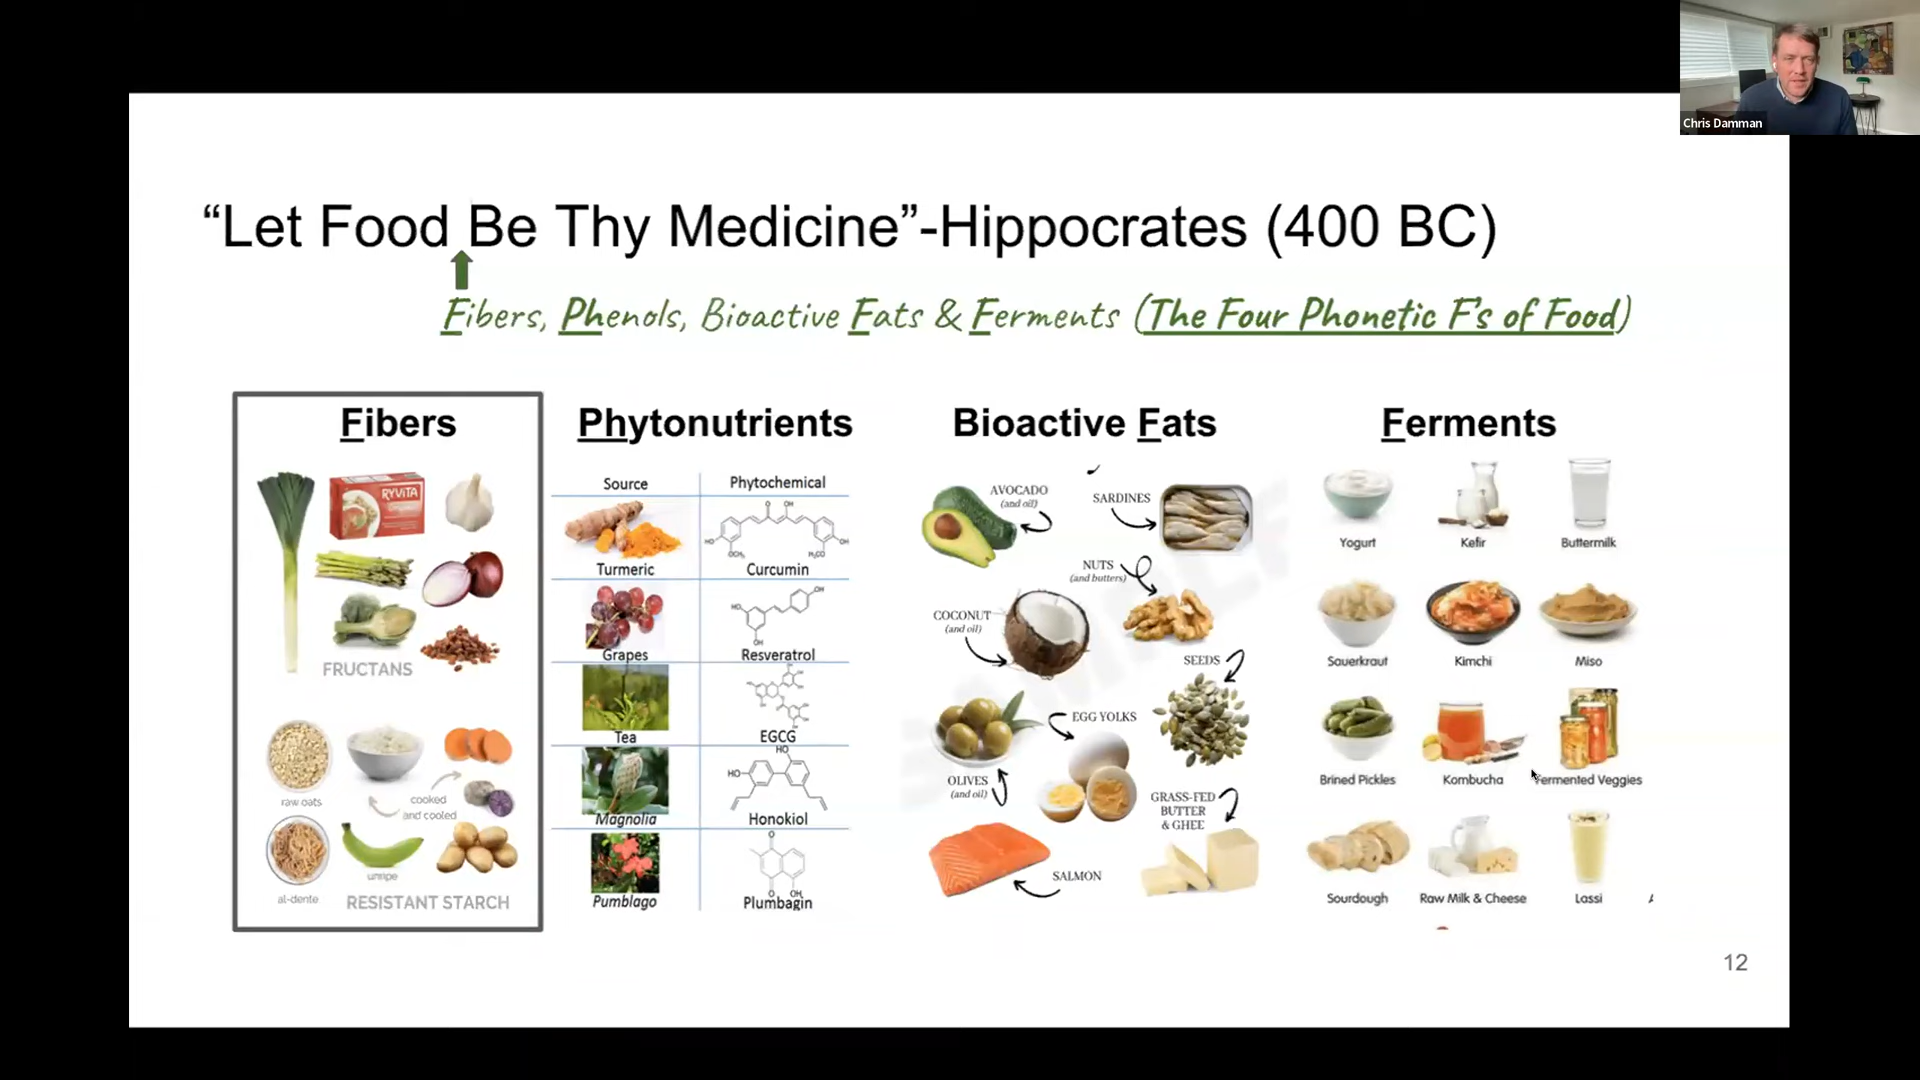 Chris Damman
“Let Food Be Thy Medicine”-Hippocrates (400 BC)
Fibers, Phenols, Bioactive Fats & Ferments (The Four Phonetic F's of Food)
Fibers
RYVITA
FRUCTANS
raw oats
cooked
and cooled
al-dente
unripe
RESISTANT STARCH
Phytonutrients
Source Phytochemical
Turmeric Curcumin
Grapes Resveratrol
Tea EGCG
Magnolia Honokiol
Pumblago Plumbagin
Bioactive Fats
AVOCADO
(and oil)
SARDINES
NUTS
(and butters)
COCONUT
(and oil)
SEEDS
EGG YOLKS
OLIVES
(and oil)
GRASS-FED
BUTTER
& GHEE
SALMON
Ferments
Yogurt Kefir Buttermilk
Sauerkraut Kimchi Miso
Brined Pickles Kombucha Fermented Veggies
Sourdough Raw Milk & Cheese Lassi
12